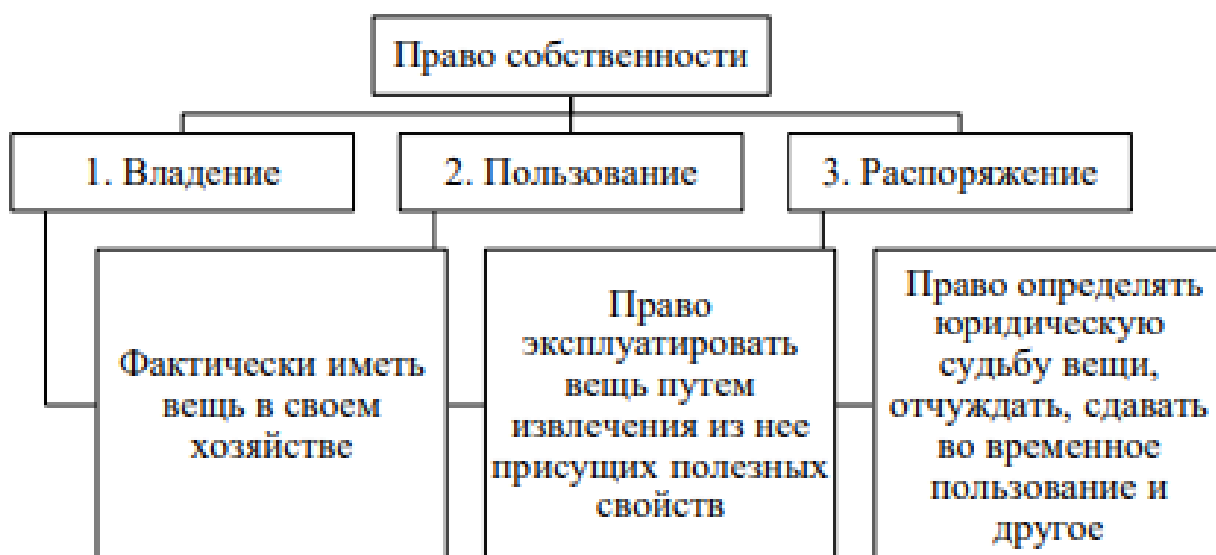 Право собственности
1. Владение
2. Пользование
3. Распоряжение
Фактически иметь
вещь в своем
хозяйстве
Право
эксплуатировать
вещь путем
извлечения из нее
присущих полезных
свойств
Право определять
юридическую
судьбу вещи,
отчуждать, сдавать
во временное
пользование и
другое